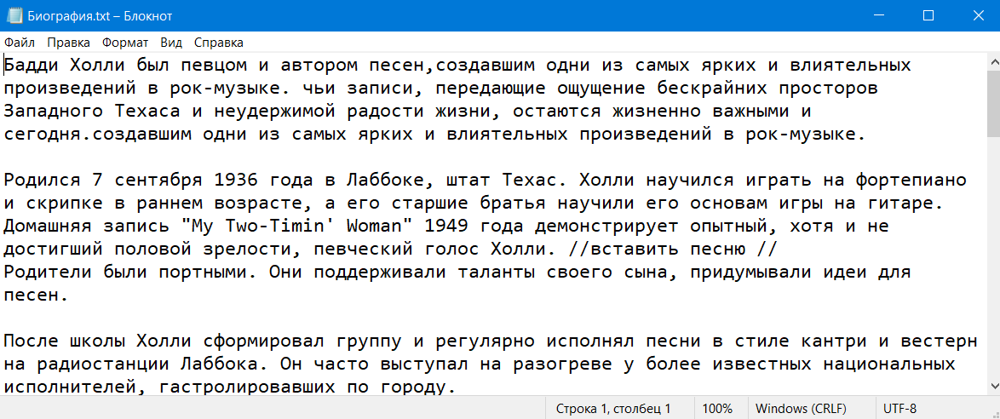 Биография.txt – Блокнот
Файл Правка Формат Вид Справка
Бадди Холли был певцом и автором песен,создавшим одни из самых ярких и влиятельных
произведений в рок-музыке. чьи записи, передающие ощущение бескрайних просторов
Западного Техаса и неудержимой радости жизни, остаются жизненно важными и
сегодня.создавшим одни из самых ярких и влиятельных произведений в рок-музыке.
Родился 7 сентября 1936 года в Лаббоке, штат Техас. Холли научился играть на фортепиано
и скрипке в раннем возрасте, а его старшие братья научили его основам игры на гитаре.
Домашняя запись "My Two-Timin' Woman" 1949 года демонстрирует опытный, хотя и не
достигший половой зрелости, певческий голос Холли. //вставить песню //
Родители были портными. Они поддерживали таланты своего сына, придумывали идеи для
песен.
После школы Холли сформировал группу и регулярно исполнял песни в стиле кантри и вестерн
на радиостанции Лаббока. Он часто выступал на разогреве у более известных национальных
исполнителей, гастролировавших по городу.
Строка 1, столбец 1 100% Windows (CRLF) UTF-8